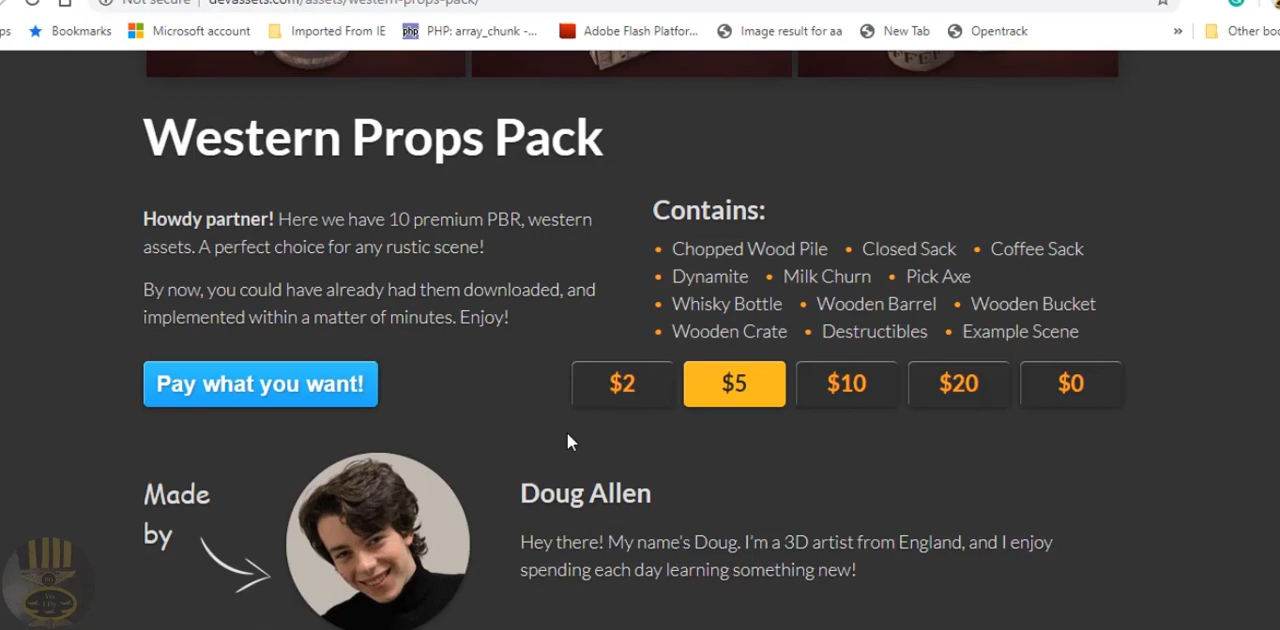 Not secure | devassets.com/assets/western-props-pack/
ps Bookmarks Microsoft account Imported From IE php PHP: array_chunk -... Adobe Flash Platfor... Image result for aa New Tab Opentrack » Other boo
FEE
Western Props Pack
Howdy partner! Here we have 10 premium PBR, western
assets. A perfect choice for any rustic scene!
By now, you could have already had them downloaded, and
implemented within a matter of minutes. Enjoy!
Contains:
• Chopped Wood Pile • Closed Sack • Coffee Sack
• Dynamite • Milk Churn • Pick Axe
• Whisky Bottle • Wooden Barrel • Wooden Bucket
• Wooden Crate • Destructibles • Example Scene
Pay what you want!
$2 $5 $10 $20 $0
Made
by
Doug Allen
Hey there! My name's Doug. I'm a 3D artist from England, and I enjoy
spending each day learning something new!